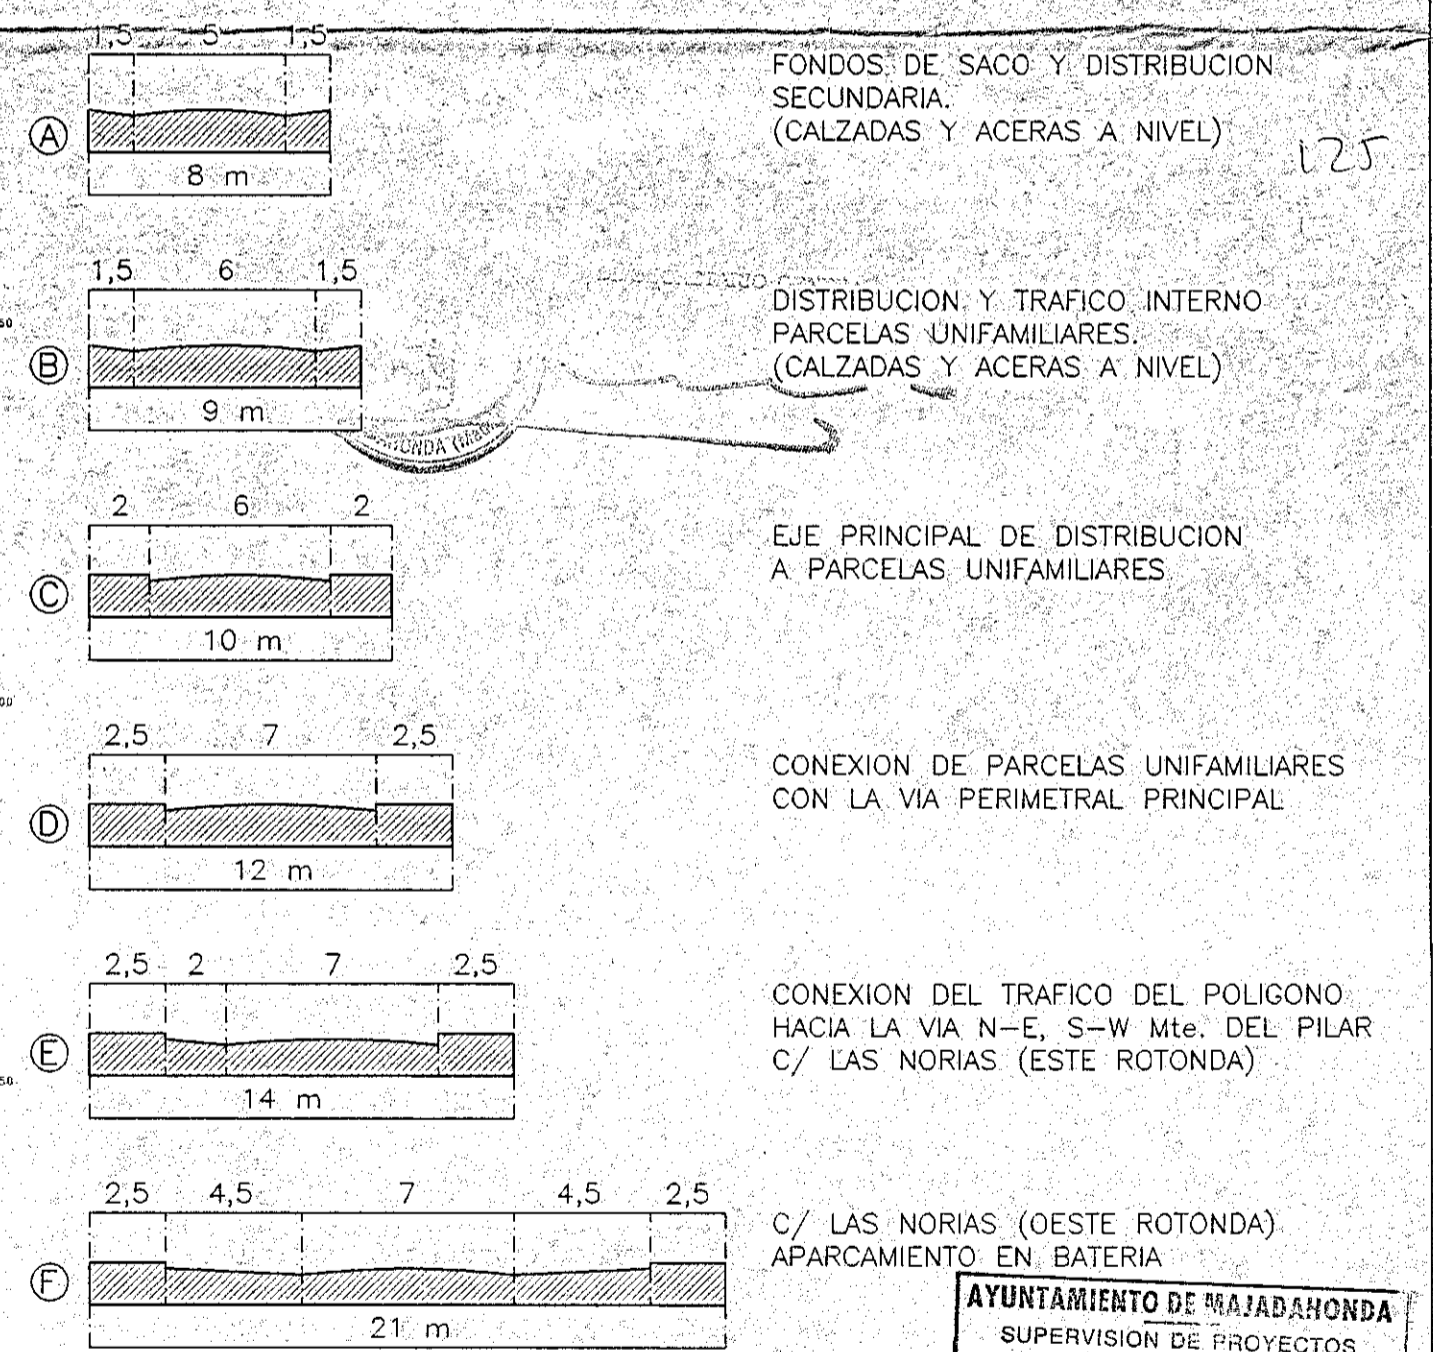 1,5 5 1,5
A
8 m
FONDOS DE SACO Y DISTRIBUCION
SECUNDARIA.
(CALZADAS Y ACERAS A NIVEL)
125
1,5 6 1,5
B
9 m
DISTRIBUCION Y TRAFICO INTERNO
PARCELAS UNIFAMILIARES.
(CALZADAS Y ACERAS A NIVEL)
2 6 2
C
10 m
EJE PRINCIPAL DE DISTRIBUCION
A PARCELAS UNIFAMILIARES
2,5 7 2,5
D
12 m
CONEXION DE PARCELAS UNIFAMILIARES
CON LA VIA PERIMETRAL PRINCIPAL
2,5 2 7 2,5
E
14 m
CONEXION DEL TRAFICO DEL POLIGONO
HACIA LA VIA N-E, S-W Mte. DEL PILAR
C/ LAS NORIAS (ESTE ROTONDA)
2,5 4,5 7 4,5 2,5
F
21 m
C/ LAS NORIAS (OESTE ROTONDA)
APARCAMIENTO EN BATERIA
AYUNTAMIENTO DE MAJADAHONDA
SUPERVISION DE PROYECTOS